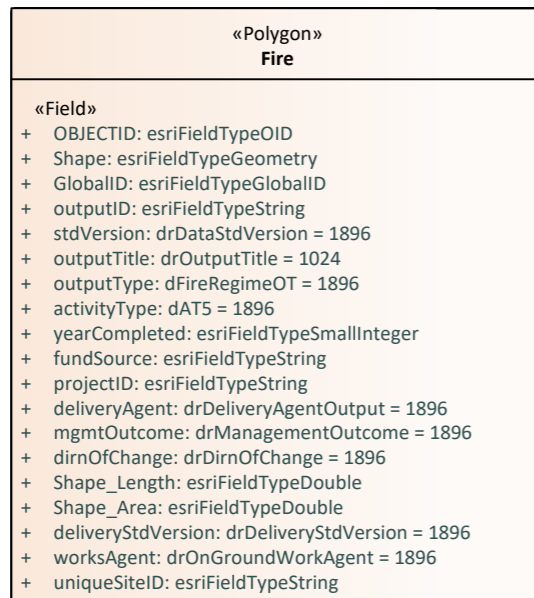 «Polygon»
Fire
«Field»
+ OBJECTID: esriFieldTypeOID
+ Shape: esriFieldTypeGeometry
+ GlobalID: esriFieldTypeGlobalID
+ outputID: esriFieldTypeString
+ stdVersion: drDataStdVersion = 1896
+ outputTitle: drOutputTitle = 1024
+ outputType: dFireRegimeOT = 1896
+ activityType: dAT5 = 1896
+ yearCompleted: esriFieldTypeSmallInteger
+ fundSource: esriFieldTypeString
+ projectID: esriFieldTypeString
+ deliveryAgent: drDeliveryAgentOutput = 1896
+ mgmtOutcome: drManagementOutcome = 1896
+ dirnOfChange: drDirnOfChange = 1896
+ Shape_Length: esriFieldTypeDouble
+ Shape_Area: esriFieldTypeDouble
+ deliveryStdVersion: drDeliveryStdVersion = 1896
+ worksAgent: drOnGroundWorkAgent = 1896
+ uniqueSiteID: esriFieldTypeString